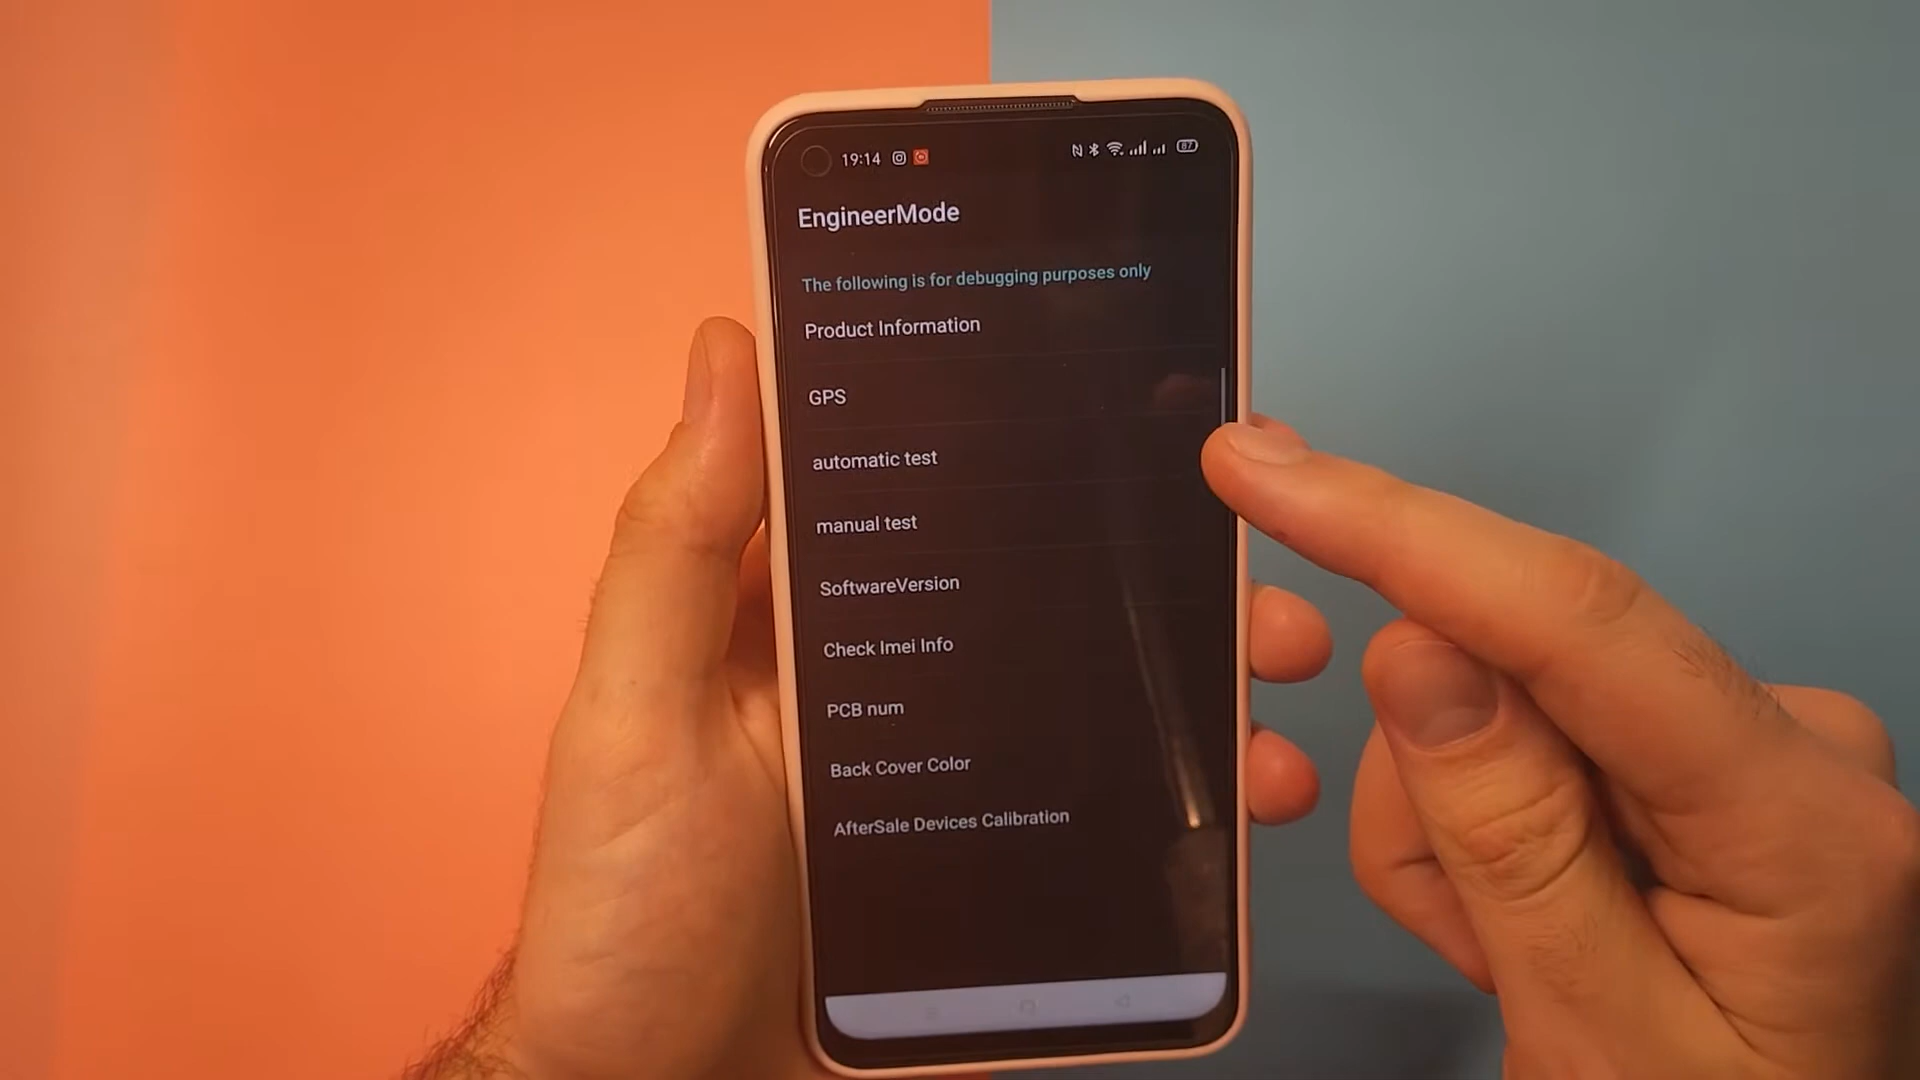 19:14
87
EngineerMode
The following is for debugging purposes only
Product Information
GPS
automatic test
manual test
SoftwareVersion
Check Imei Info
PCB num
Back Cover Color
AfterSale Devices Calibration